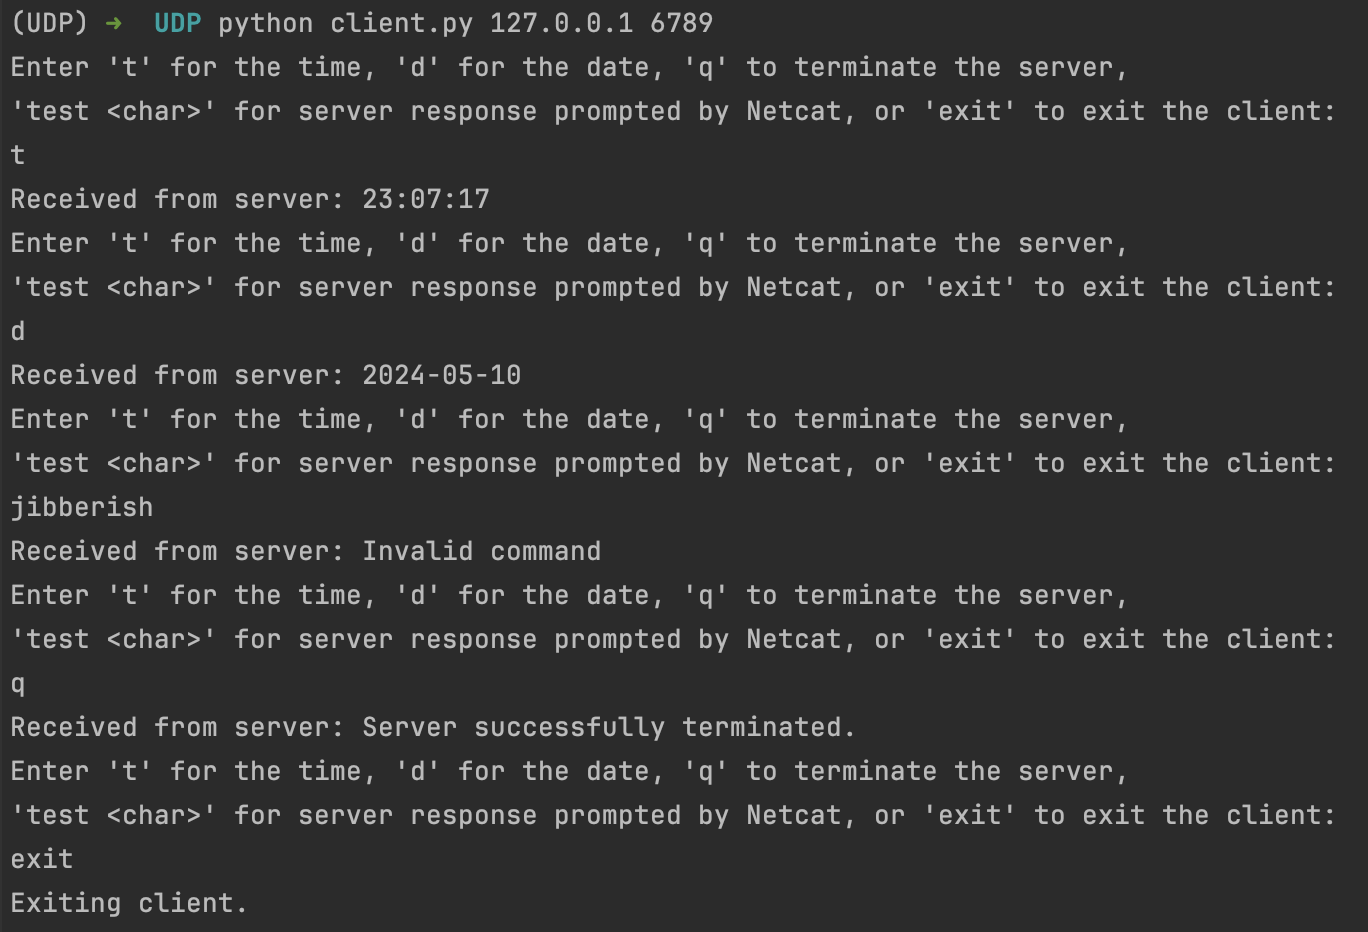 (UDP) ➜  UDP python client.py 127.0.0.1 6789
Enter 't' for the time, 'd' for the date, 'q' to terminate the server,
'test <char>' for server response prompted by Netcat, or 'exit' to exit the client:
t
Received from server: 23:07:17
Enter 't' for the time, 'd' for the date, 'q' to terminate the server,
'test <char>' for server response prompted by Netcat, or 'exit' to exit the client:
d
Received from server: 2024-05-10
Enter 't' for the time, 'd' for the date, 'q' to terminate the server,
'test <char>' for server response prompted by Netcat, or 'exit' to exit the client:
jibberish
Received from server: Invalid command
Enter 't' for the time, 'd' for the date, 'q' to terminate the server,
'test <char>' for server response prompted by Netcat, or 'exit' to exit the client:
q
Received from server: Server successfully terminated.
Enter 't' for the time, 'd' for the date, 'q' to terminate the server,
'test <char>' for server response prompted by Netcat, or 'exit' to exit the client:
exit
Exiting client.